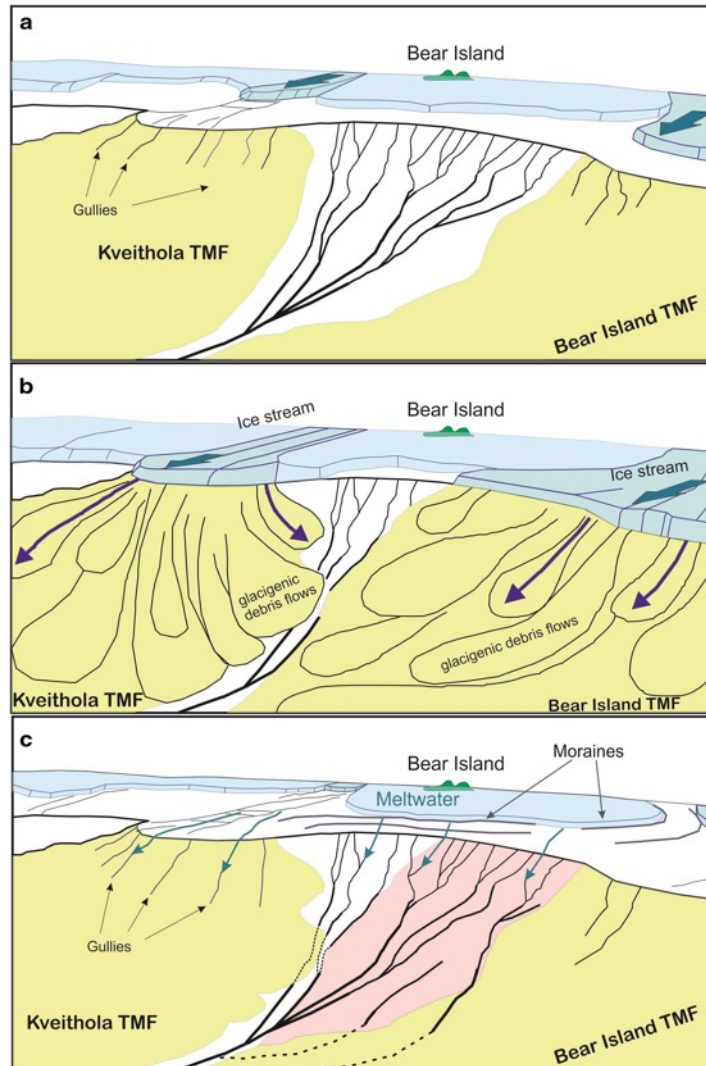 a
Bear Island
Gullies
Kveithola TMF
Bear Island TMF
b
Ice stream
Bear Island
Ice stream
glacigenic
debris flows
glacigenic debris flows
Kveithola TMF
Bear Island TMF
c
Bear Island
Moraines
Meltwater
Gullies
Kveithola TMF
Bear Island TMF